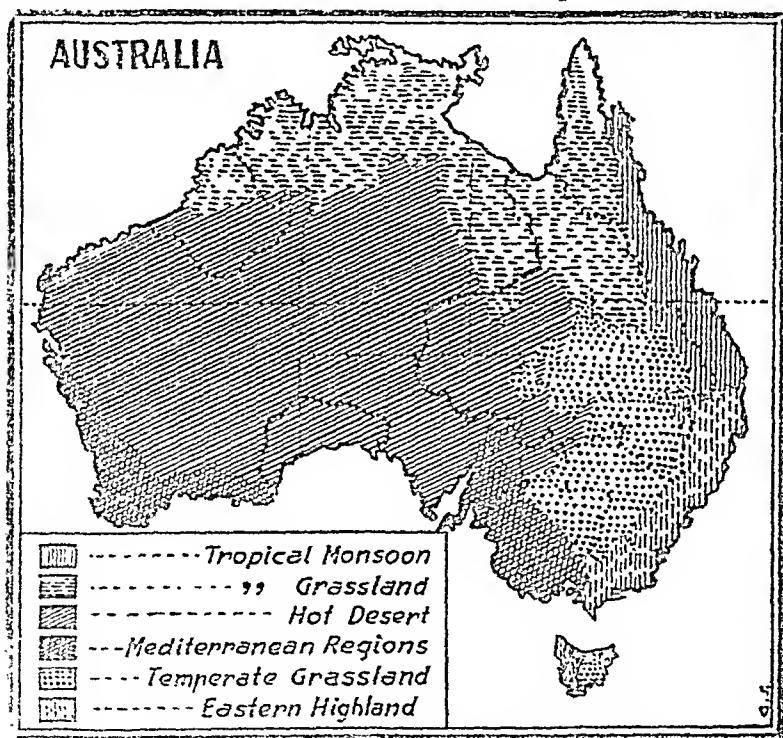 AUSTRALIA
Tropical Monsoon
" Grassland
Hot Desert
Mediterranean Regions
Temperate Grassland
Eastern Highland